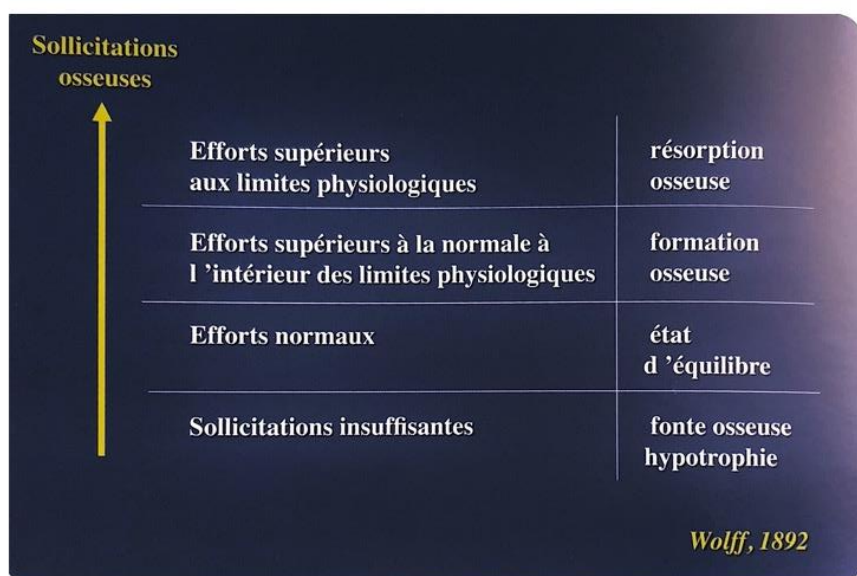 Sollicitations
osseuses
Efforts supérieurs
aux limites physiologiques
résorption
osseuse
Efforts supérieurs à la normale à
l ’intérieur des limites physiologiques
formation
osseuse
Efforts normaux
état
d ’équilibre
Sollicitations insuffisantes
fonte osseuse
hypotrophie
Wolff, 1892